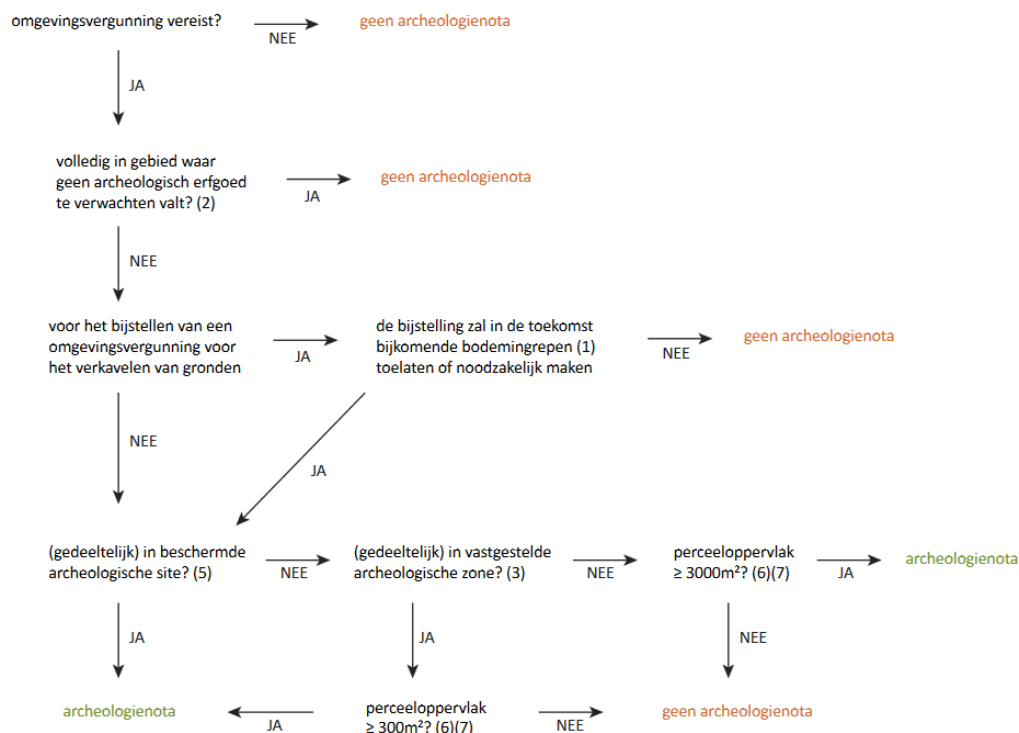 omgevingsvergunning vereist?
NEE
geen archeologienota
JA
volledig in gebied waar
geen archeologisch erfgoed
te verwachten valt? (2)
JA
geen archeologienota
NEE
voor het bijstellen van een
omgevingsvergunning voor
het verkavelen van gronden
JA
de bijstelling zal in de toekomst
bijkomende bodemingrepen (1)
toelaten of noodzakelijk maken
NEE
geen archeologienota
NEE
JA
(gedeeltelijk) in beschermde
archeologische site? (5)
NEE
(gedeeltelijk) in vastgestelde
archeologische zone? (3)
NEE
perceeloppervlak
≥ 3000m²? (6)(7)
JA
archeologienota
JA
JA
NEE
archeologienota
JA
perceeloppervlak
≥ 300m²? (6)(7)
NEE
geen archeologienota